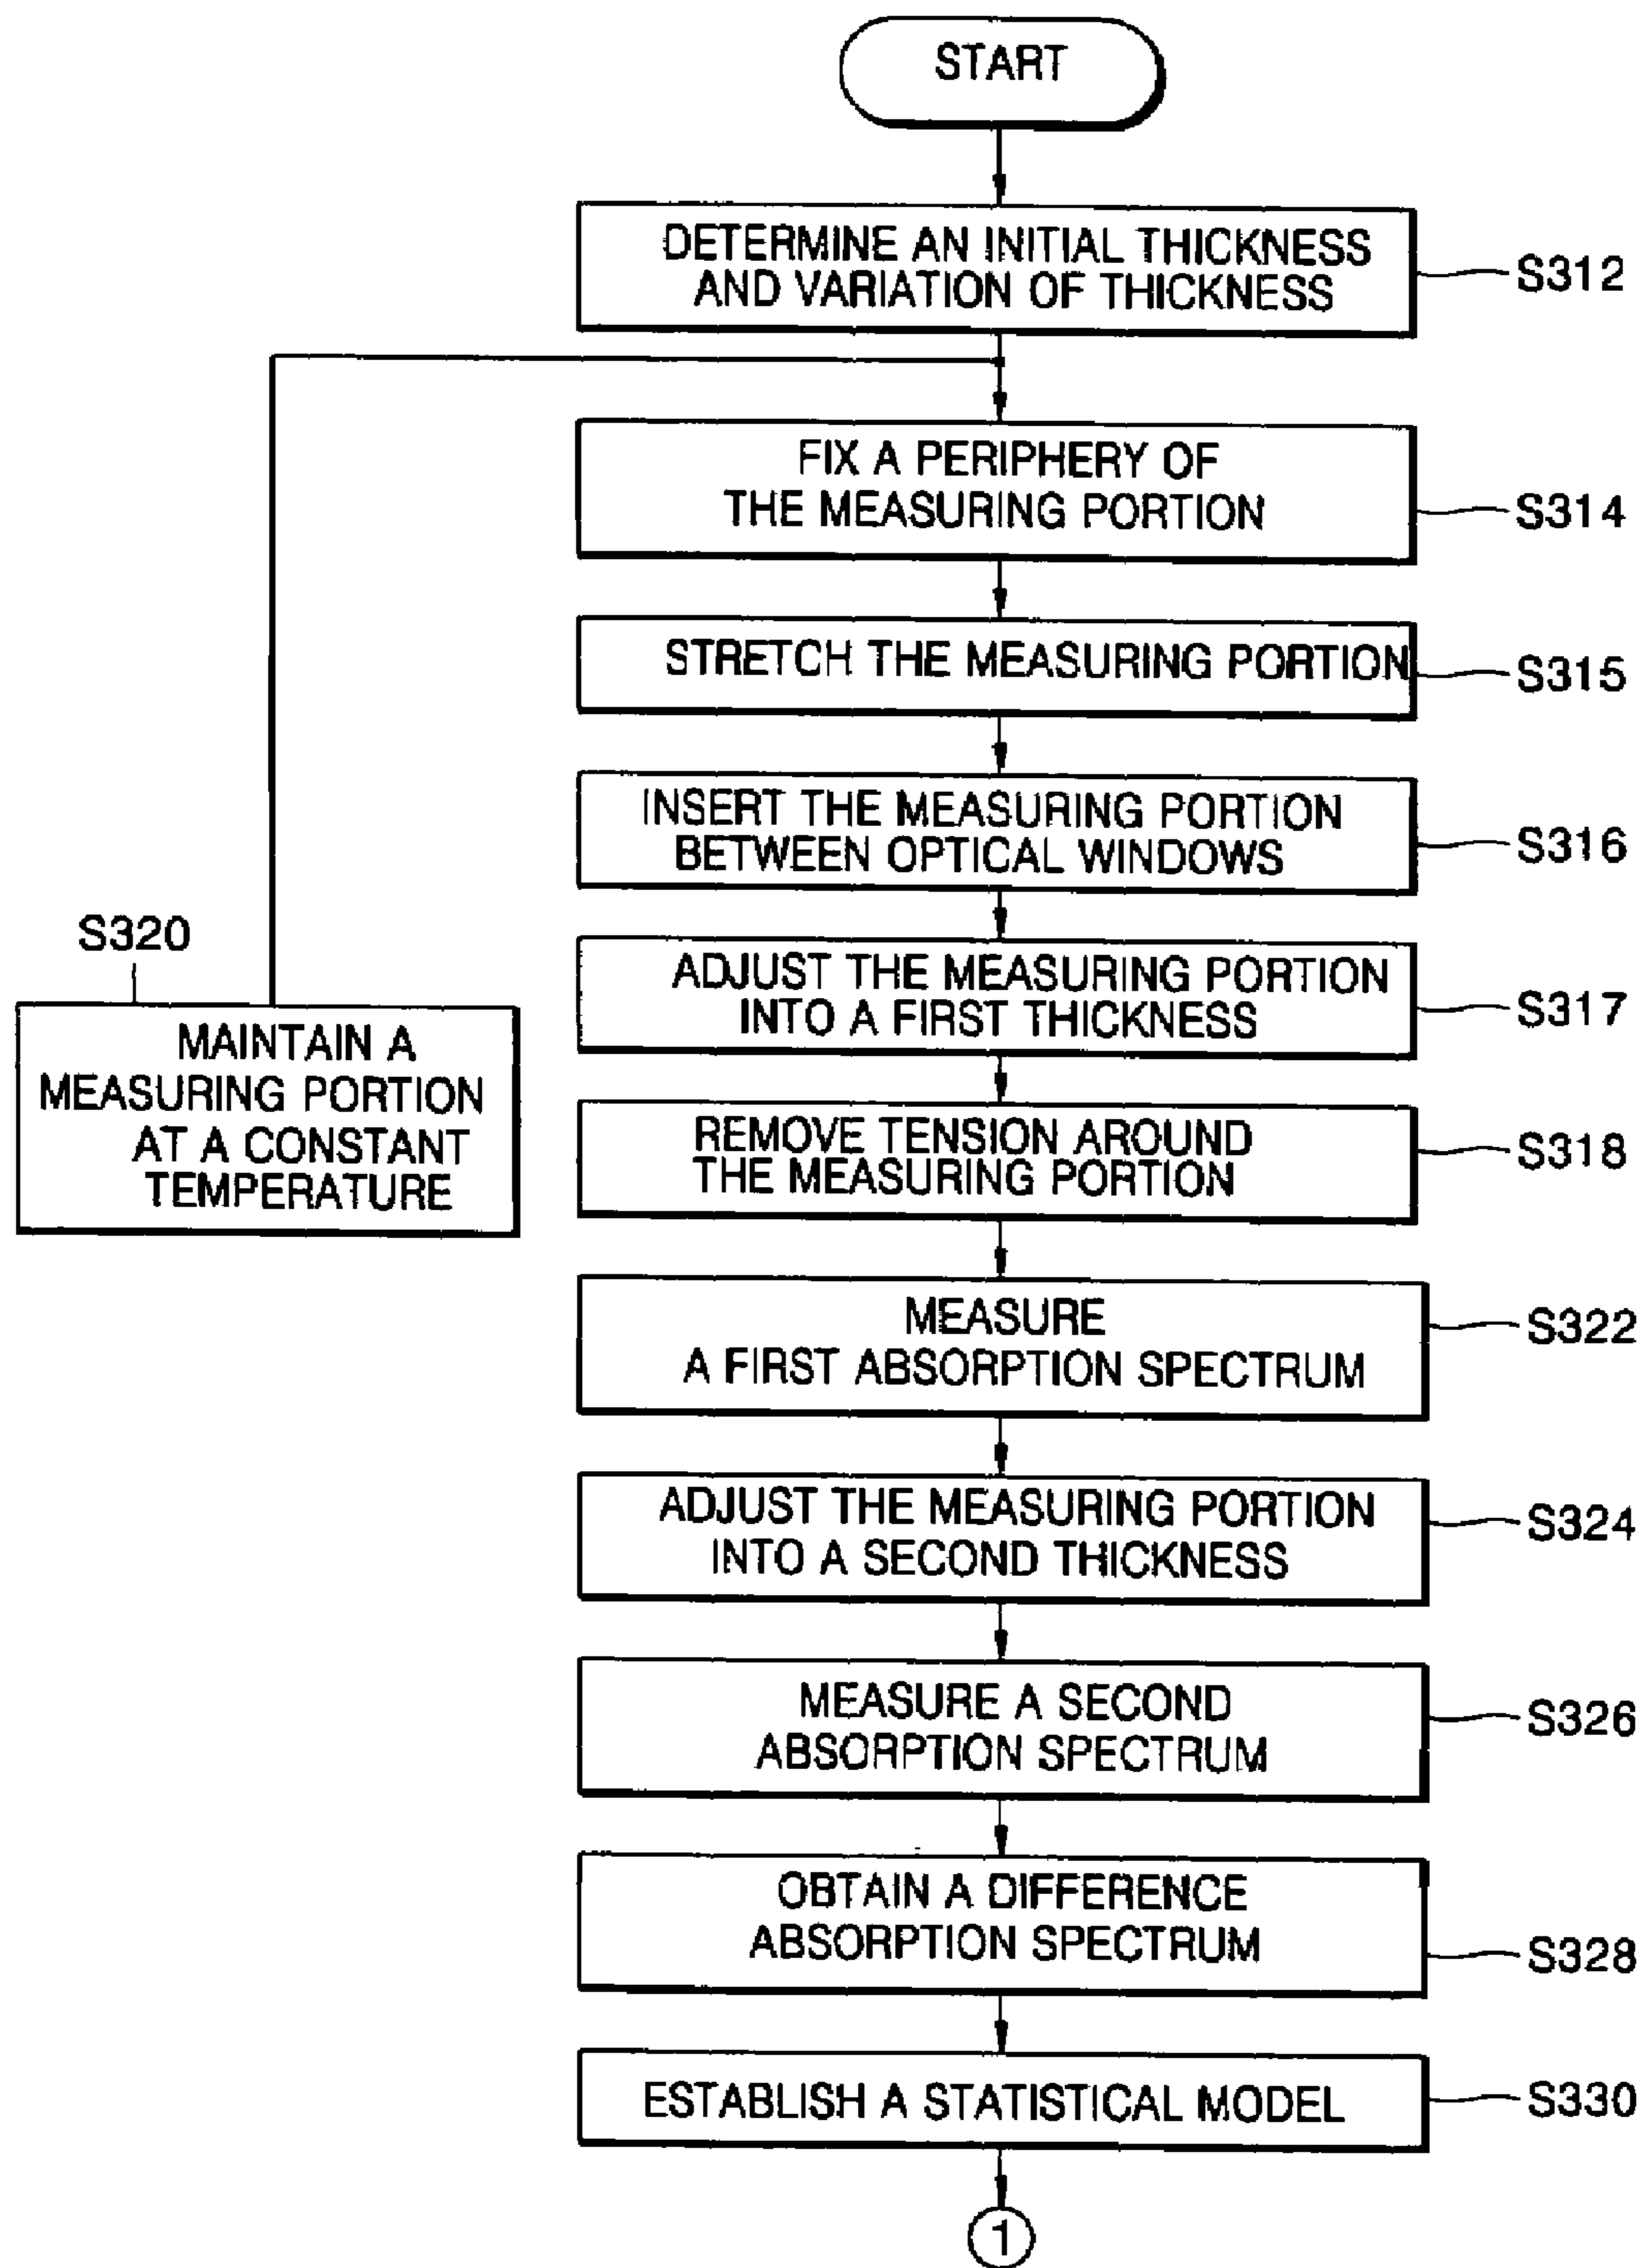 START
DETERMINE AN INITIAL THICKNESS
AND VARIATION OF THICKNESS
S312
FIX A PERIPHERY OF
THE MEASURING PORTION
S314
STRETCH THE MEASURING PORTION
S315
INSERT THE MEASURING PORTION
BETWEEN OPTICAL WINDOWS
S316
S320
MAINTAIN A
MEASURING PORTION
AT A CONSTANT
TEMPERATURE
ADJUST THE MEASURING PORTION
INTO A FIRST THICKNESS
S317
REMOVE TENSION AROUND
THE MEASURING PORTION
S318
MEASURE
A FIRST ABSORPTION SPECTRUM
S322
ADJUST THE MEASURING PORTION
INTO A SECOND THICKNESS
S324
MEASURE A SECOND
ABSORPTION SPECTRUM
S326
OBTAIN A DIFFERENCE
ABSORPTION SPECTRUM
S328
ESTABLISH A STATISTICAL MODEL
S330
1